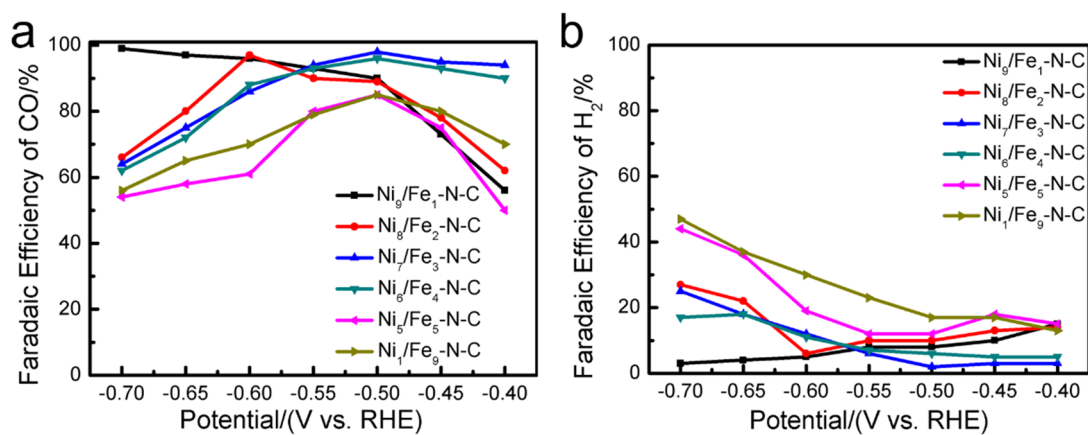 a
Faradaic Efficiency of CO/%
100
80
60
40
20
0
Ni₉/Fe₁-N-C
Ni₈/Fe₂-N-C
Ni₇/Fe₃-N-C
Ni₆/Fe₄-N-C
Ni₅/Fe₅-N-C
Ni₁/Fe₉-N-C
-0.70 -0.65 -0.60 -0.55 -0.50 -0.45 -0.40
Potential/(V vs. RHE)
b
Faradaic Efficiency of H₂/%
100
80
60
40
20
0
Ni₉/Fe₁-N-C
Ni₈/Fe₂-N-C
Ni₇/Fe₃-N-C
Ni₆/Fe₄-N-C
Ni₅/Fe₅-N-C
Ni₁/Fe₉-N-C
-0.70 -0.65 -0.60 -0.55 -0.50 -0.45 -0.40
Potential/(V vs. RHE)